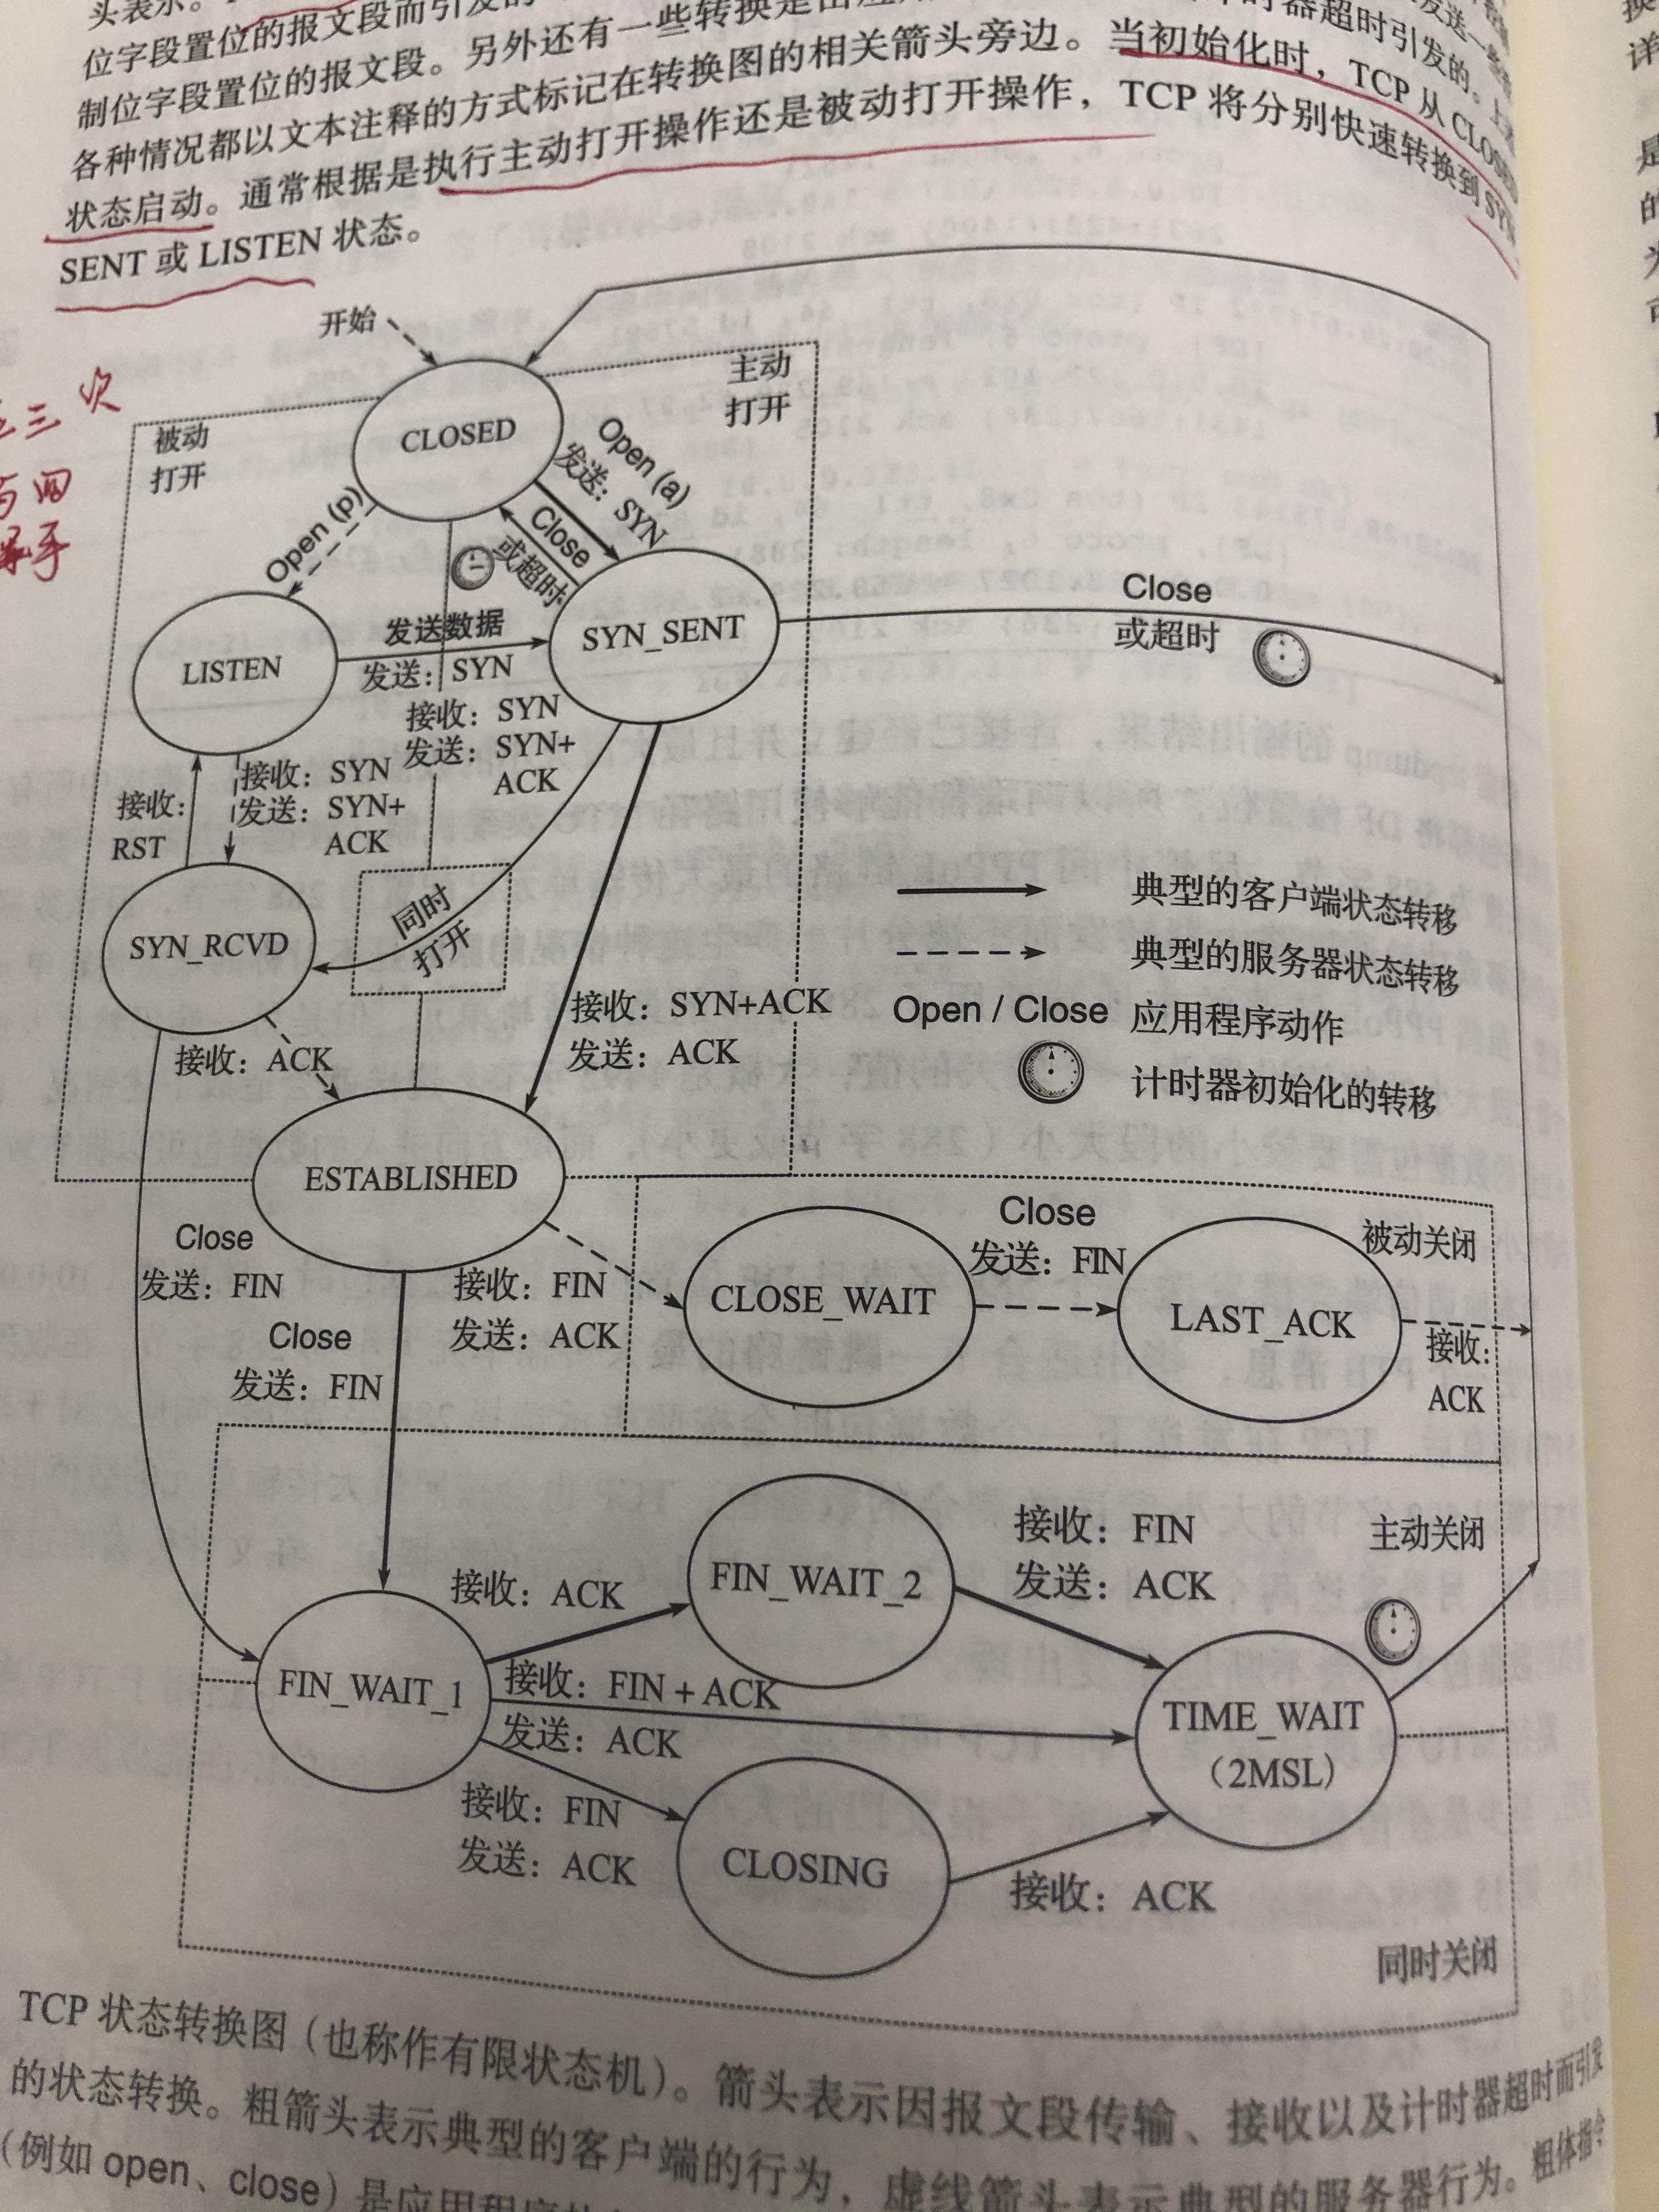 头表示。
位字段置位的报文段而引发的
制位字段置位的报文段。另外还有一些转换是由应用 时器超时引发的。上
各种情况都以文本注释的方式标记在转换图的相关箭头旁边。当初始化时，TCP 从 CLOSED
状态启动。通常根据是执行主动打开操作还是被动打开操作，TCP 将分别快速转换到 SYN_
SENT 或 LISTEN 状态。
三次
四
手
开始
主动
打开
被动
打开
CLOSED
Open (a)
发送：SYN
Close
或超时
Open (p)
LISTEN
发送数据
发送：SYN
SYN_SENT
Close
或超时
接收：SYN
发送：SYN+
ACK
接收：
RST
接收：SYN
发送：SYN+
ACK
同时
打开
SYN_RCVD
接收：ACK
接收：SYN+ACK
发送：ACK
典型的客户端状态转移
典型的服务器状态转移
Open / Close 应用程序动作
计时器初始化的转移
ESTABLISHED
Close
发送：FIN
Close
发送：FIN
接收：FIN
发送：ACK
CLOSE_WAIT
Close
发送：FIN
LAST_ACK
被动关闭
接收：
ACK
主动关闭
FIN_WAIT_1
接收：ACK
FIN_WAIT_2
接收：FIN
发送：ACK
接收：FIN + ACK
发送：ACK
TIME_WAIT
（2MSL）
接收：FIN
发送：ACK
CLOSING
接收：ACK
同时关闭
TCP 状态转换图（也称作有限状态机）。箭头表示因报文段传输、接收以及计时器超时而引发
的状态转换。粗箭头表示典型的客户端的行为，虚线箭头表示典型的服务器行为。粗体指令
（例如 open、close）是应用程序